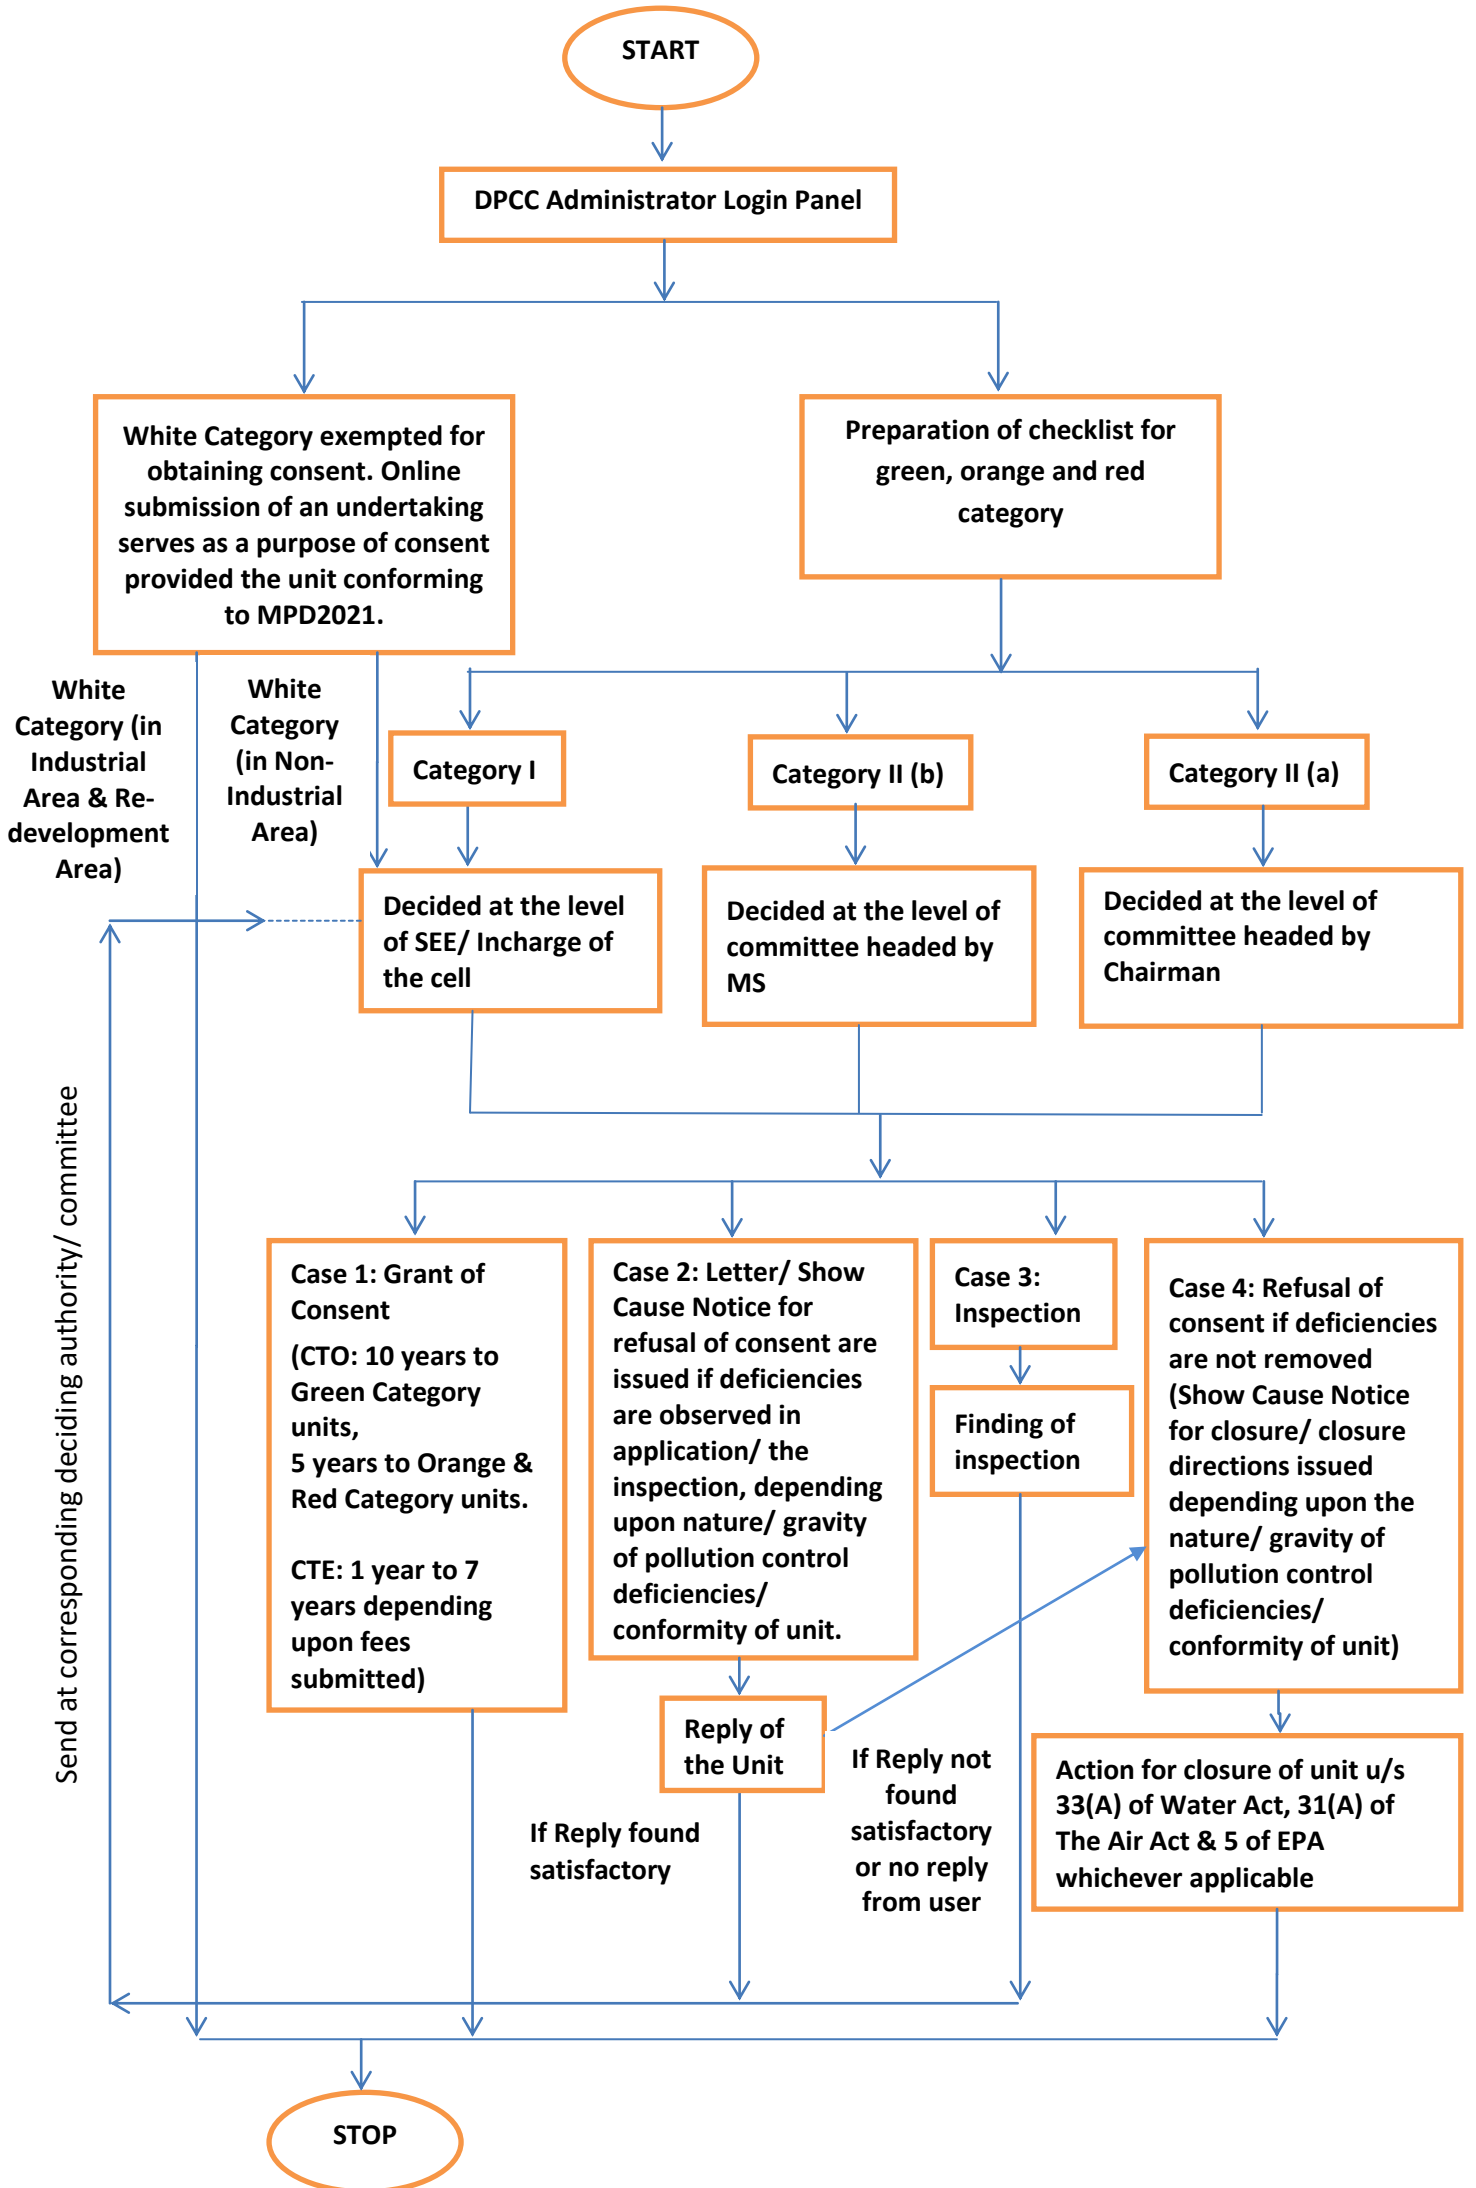 START
DPCC Administrator Login Panel
White Category exempted for
obtaining consent. Online
submission of an undertaking
serves as a purpose of consent
provided the unit conforming
to MPD2021.
Preparation of checklist for
green, orange and red
category
White
Category (in
Industrial
Area & Re-
development
Area)
White
Category
(in Non-
Industrial
Area)
Category I
Category II (b)
Category II (a)
Decided at the level
of SEE/ Incharge of
the cell
Decided at the level of
committee headed by
MS
Decided at the level of
committee headed by
Chairman
Send at corresponding deciding authority/ committee
Case 1: Grant of
Consent
(CTO: 10 years to
Green Category
units,
5 years to Orange &
Red Category units.
CTE: 1 year to 7
years depending
upon fees
submitted)
Case 2: Letter/ Show
Cause Notice for
refusal of consent are
issued if deficiencies
are observed in
application/ the
inspection, depending
upon nature/ gravity
of pollution control
deficiencies/
conformity of unit.
Case 3:
Inspection
Finding of
inspection
Case 4: Refusal of
consent if deficiencies
are not removed
(Show Cause Notice
for closure/ closure
directions issued
depending upon the
nature/ gravity of
pollution control
deficiencies/
conformity of unit)
Reply of
the Unit
If Reply found
satisfactory
If Reply not
found
satisfactory
or no reply
from user
Action for closure of unit u/s
33(A) of Water Act, 31(A) of
The Air Act & 5 of EPA
whichever applicable
STOP